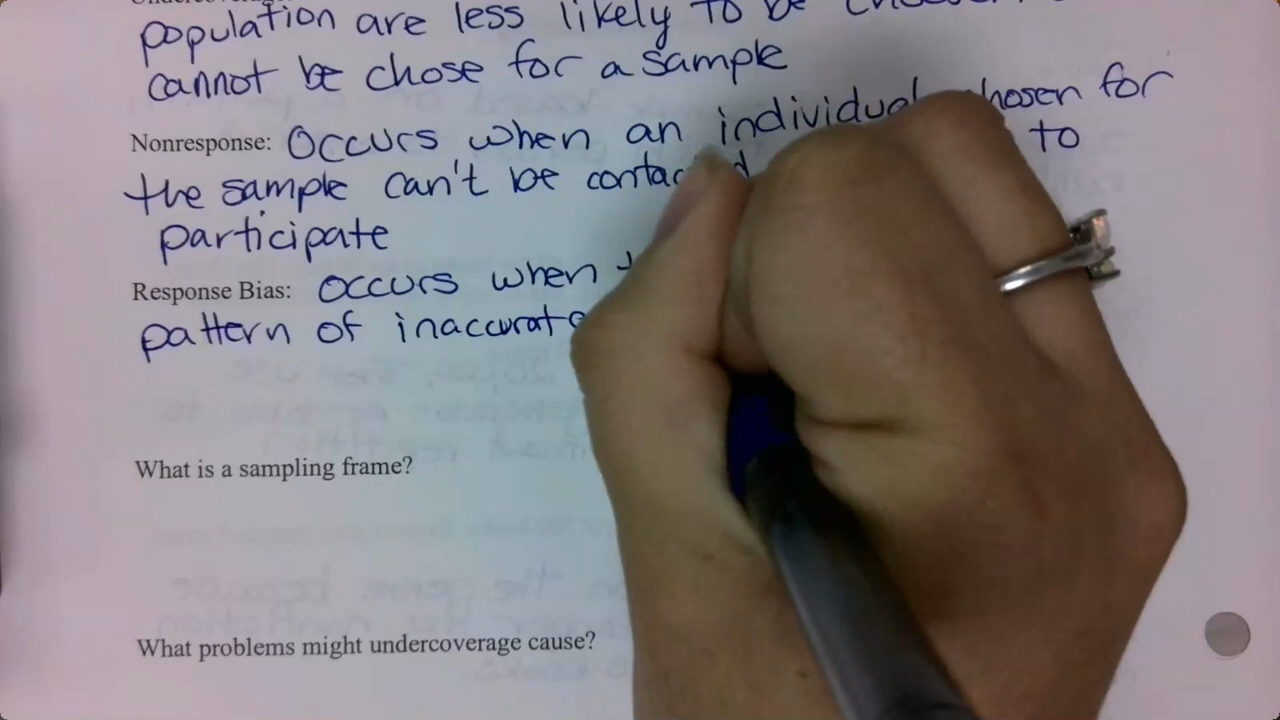 population are less likely to be
cannot be chose for a sample
Nonresponse: Occurs when an individual chosen for
the sample can't be to
participate
Response Bias: occurs when
pattern of
What is a sampling frame?
What problems might undercoverage cause?